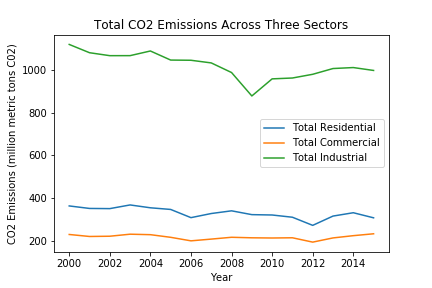 Total CO2 Emissions Across Three Sectors
CO2 Emissions (million metric tons C02)
1000
800
600
400
200
Total Residential
Total Commercial
Total Industrial
2000 2002 2004 2006 2008 2010 2012 2014
Year